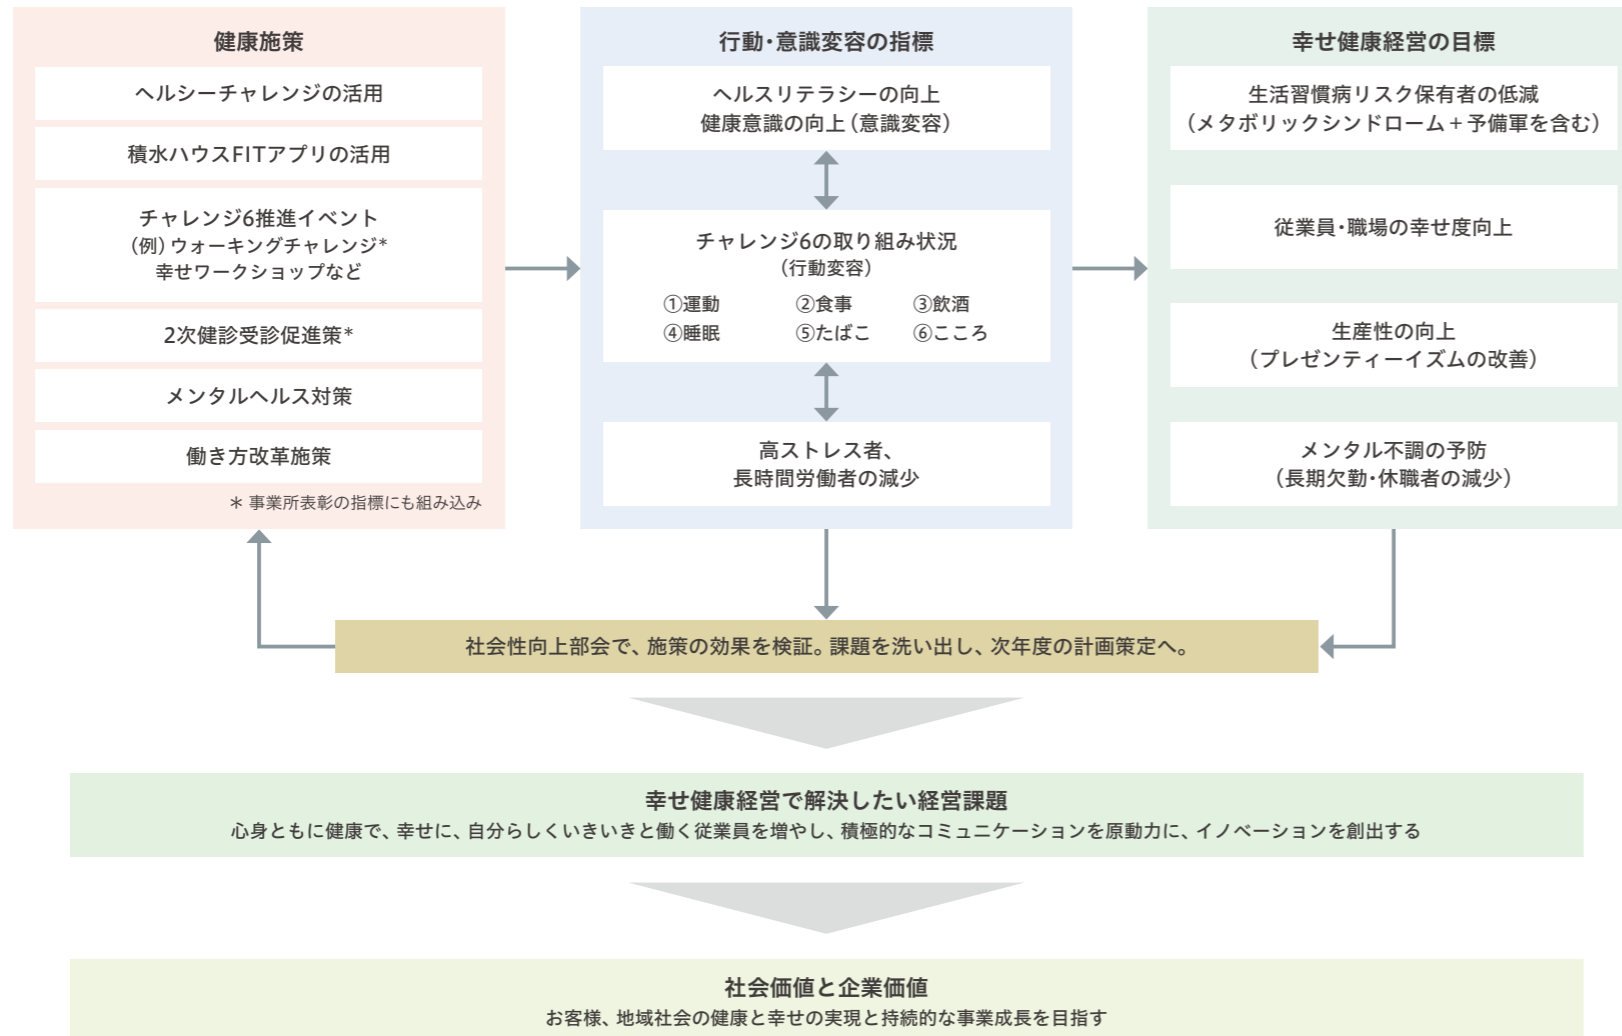 健康施策
ヘルシーチャレンジの活用
積水ハウスFITアプリの活用
チャレンジ6推進イベント
（例）ウォーキングチャレンジ*
幸せワークショップなど
2次健診受診促進策*
メンタルヘルス対策
働き方改革施策
＊ 事業所表彰の指標にも組み込み
行動・意識変容の指標
ヘルスリテラシーの向上
健康意識の向上（意識変容）
チャレンジ6の取り組み状況
（行動変容）
①運動 ②食事 ③飲酒
④睡眠 ⑤たばこ ⑥こころ
高ストレス者、
長時間労働者の減少
幸せ健康経営の目標
生活習慣病リスク保有者の低減
（メタボリックシンドローム＋予備軍を含む）
従業員・職場の幸せ度向上
生産性の向上
（プレゼンティーイズムの改善）
メンタル不調の予防
（長期欠勤・休職者の減少）
社会性向上部会で、施策の効果を検証。課題を洗い出し、次年度の計画策定へ。
幸せ健康経営で解決したい経営課題
心身ともに健康で、幸せに、自分らしくいきいきと働く従業員を増やし、積極的なコミュニケーションを原動力に、イノベーションを創出する
社会価値と企業価値
お客様、地域社会の健康と幸せの実現と持続的な事業成長を目指す